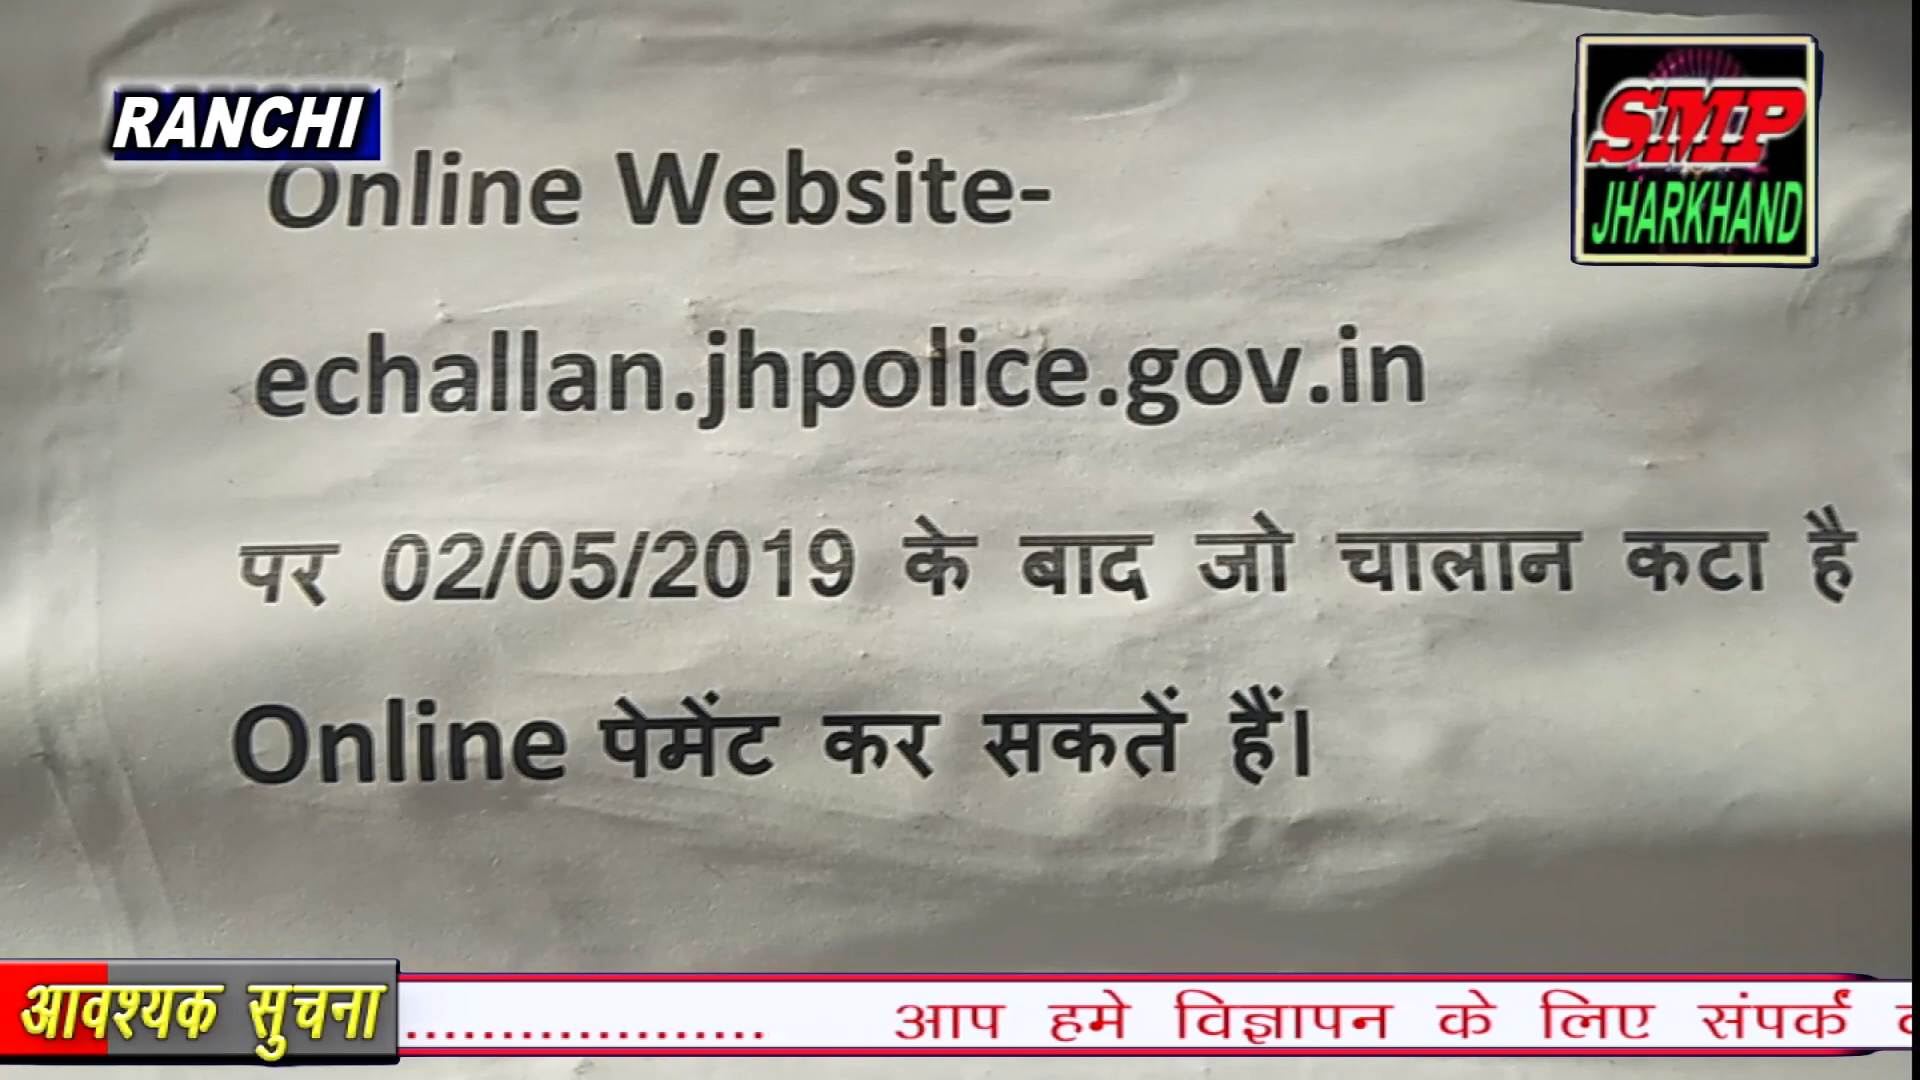 RANCHI
SMP
JHARKHAND
Online Website-
echallan.jhpolice.gov.in
पर 02/05/2019 के बाद जो चालान कटा है
Online पेमेंट कर सकतें हैं।
आवश्यक सुचना
................... आप हमे विज्ञापन के लिए संपर्क